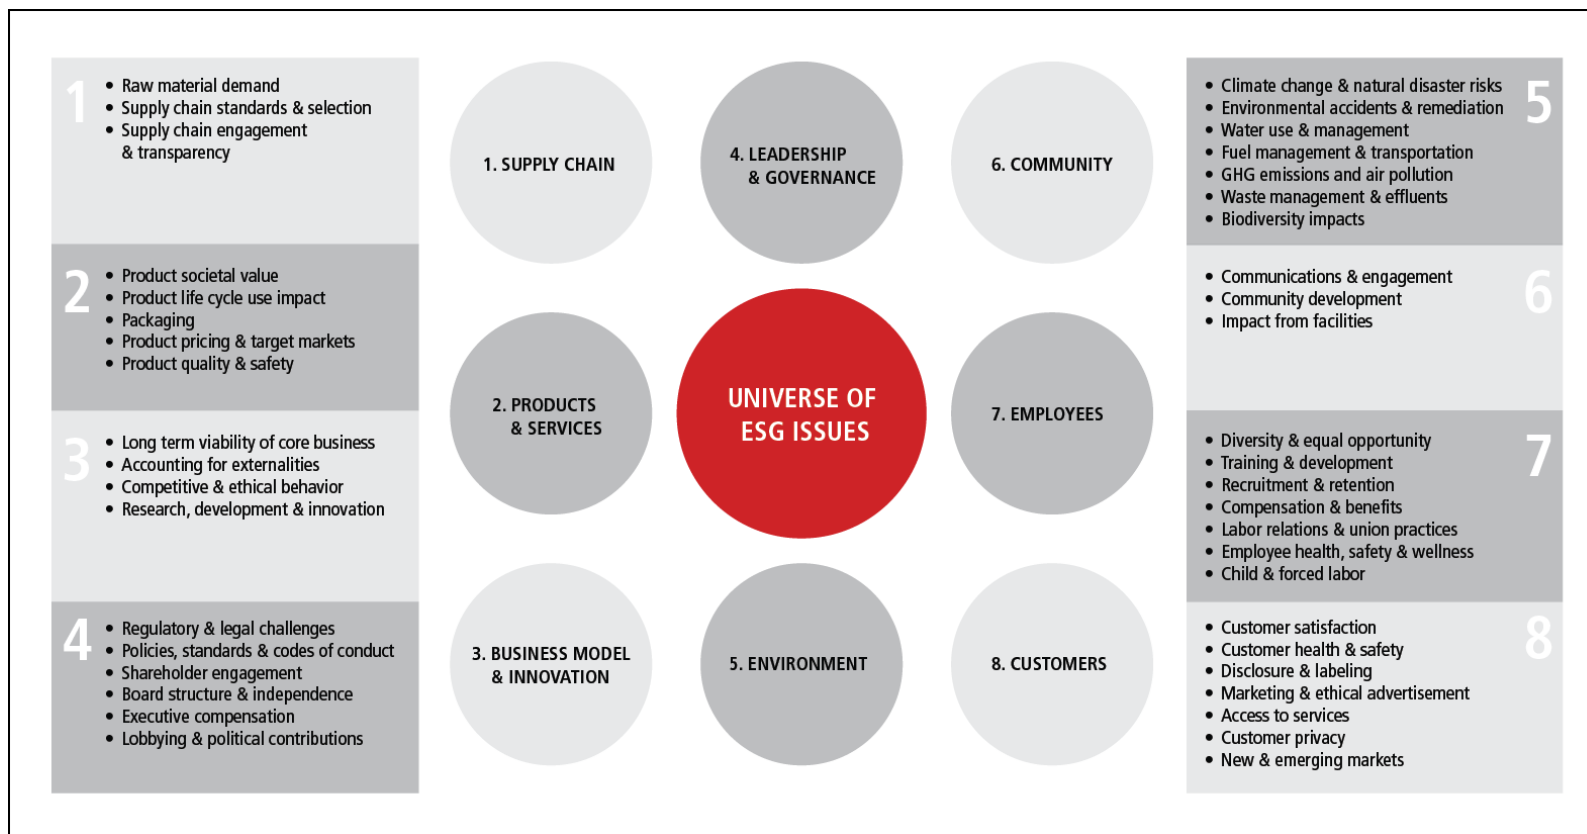 1
• Raw material demand
• Supply chain standards & selection
• Supply chain engagement
& transparency
2
• Product societal value
• Product life cycle use impact
• Packaging
• Product pricing & target markets
• Product quality & safety
3
• Long term viability of core business
• Accounting for externalities
• Competitive & ethical behavior
• Research, development & innovation
4
• Regulatory & legal challenges
• Policies, standards & codes of conduct
• Shareholder engagement
• Board structure & independence
• Executive compensation
• Lobbying & political contributions
1. SUPPLY CHAIN
2. PRODUCTS
& SERVICES
3. BUSINESS MODEL
& INNOVATION
4. LEADERSHIP
& GOVERNANCE
UNIVERSE OF
ESG ISSUES
5. ENVIRONMENT
6. COMMUNITY
7. EMPLOYEES
8. CUSTOMERS
5
• Climate change & natural disaster risks
• Environmental accidents & remediation
• Water use & management
• Fuel management & transportation
• GHG emissions and air pollution
• Waste management & effluents
• Biodiversity impacts
6
• Communications & engagement
• Community development
• Impact from facilities
7
• Diversity & equal opportunity
• Training & development
• Recruitment & retention
• Compensation & benefits
• Labor relations & union practices
• Employee health, safety & wellness
• Child & forced labor
8
• Customer satisfaction
• Customer health & safety
• Disclosure & labeling
• Marketing & ethical advertisement
• Access to services
• Customer privacy
• New & emerging markets